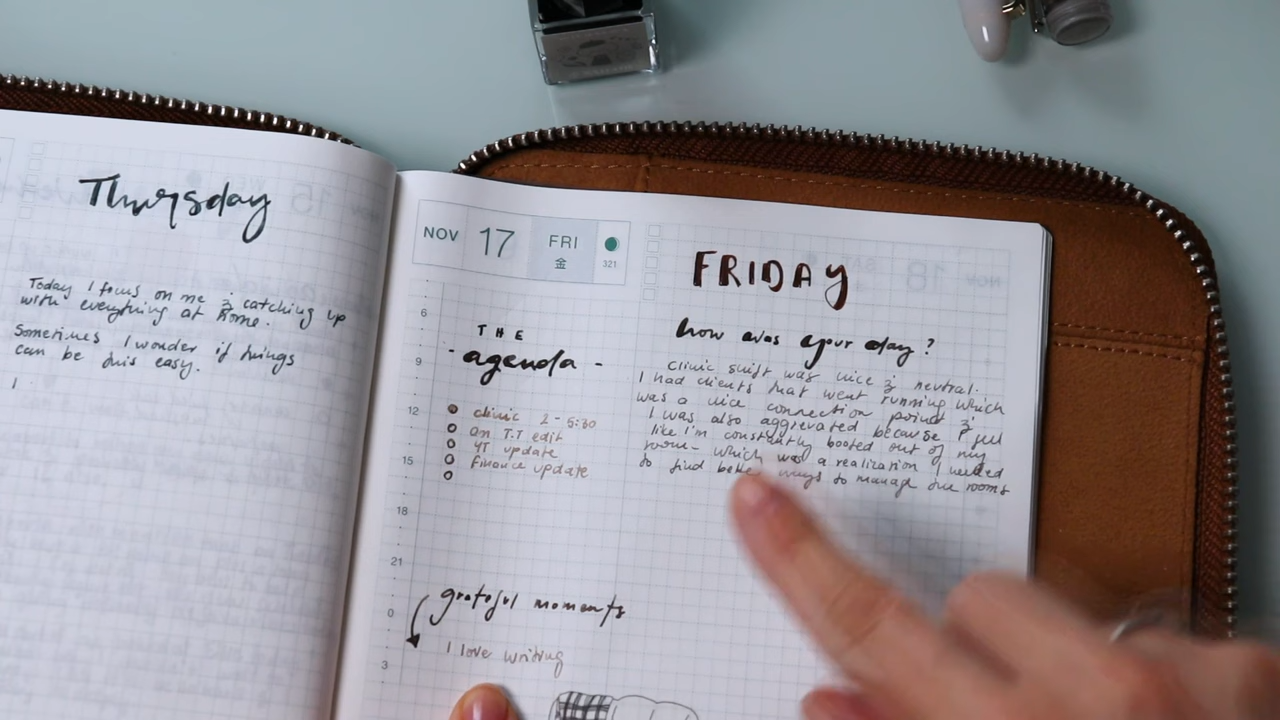 Thursday
Today I focus on me & catching up
with everything at home.
Sometimes I wonder if things
can be this easy.
I
NOV 17 FRI
金 321
6
9
12
15
18
21
0
3
THE
- agenda -
clinic 2-5:30
an T.T edit
YT update
Finance update
grateful moments
I love writing
FRIDAY
how was your day?
Clinic shift was nice & neutral.
I had clients that went running which
was a nice connection point &
I was also aggrevated because I feel
like I'm constantly booted out of my
room - which was a realization I needed
to find better ways to manage our rooms